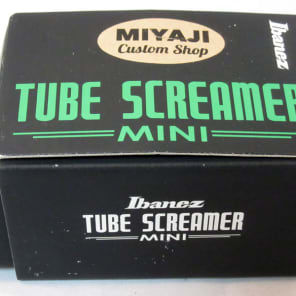 MIYAJI
Custom Shop
Ibanez
TUBE SCREAMER
MINI
Ibanez
TUBE SCREAMER
MINI